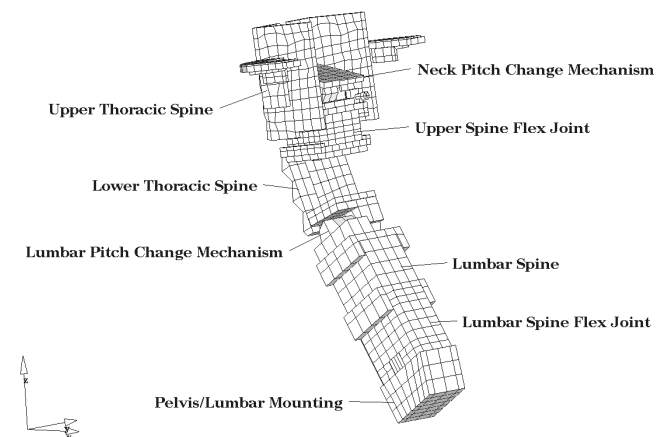 Neck Pitch Change Mechanism
Upper Thoracic Spine
Upper Spine Flex Joint
Lower Thoracic Spine
Lumbar Pitch Change Mechanism
Lumbar Spine
Lumbar Spine Flex Joint
Pelvis/Lumbar Mounting
z
y